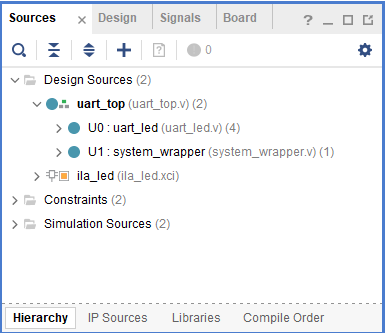 Sources × Design Signals Board ? _
0
Design Sources (2)
uart_top (uart_top.v) (2)
U0 : uart_led (uart_led.v) (4)
U1 : system_wrapper (system_wrapper.v) (1)
ila_led (ila_led.xci)
Constraints (2)
Simulation Sources (2)
Hierarchy IP Sources Libraries Compile Order